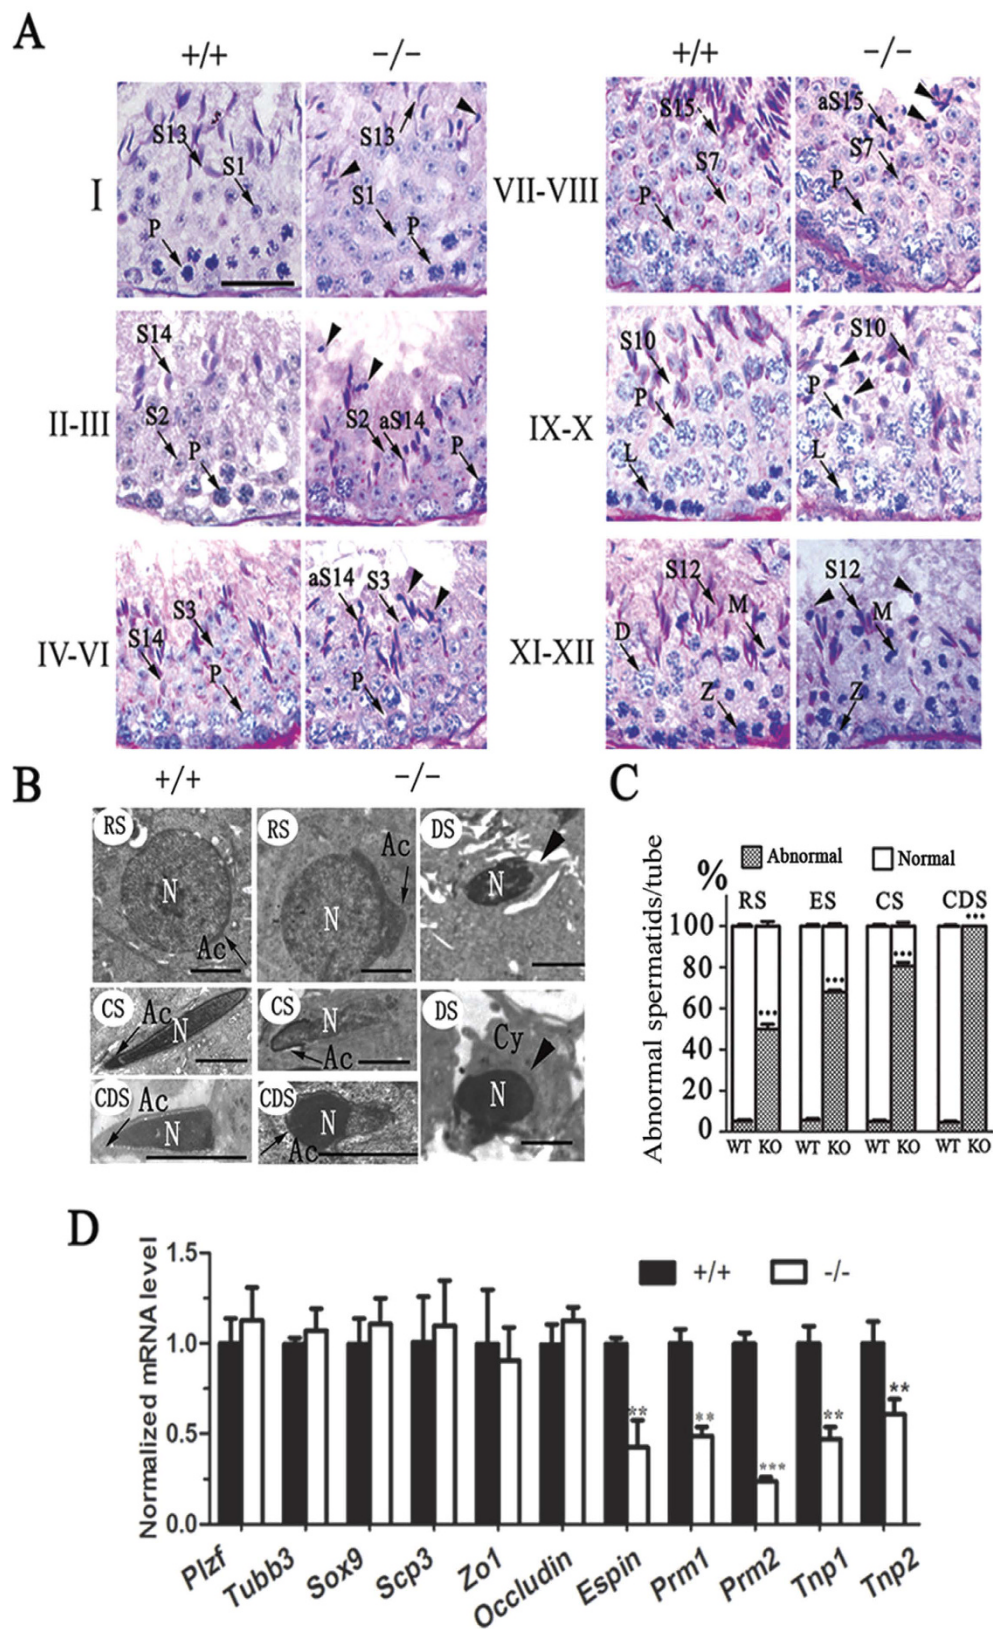 A
+/+ −/− +/+ −/−
I
S13
S1
P
S13
S1
P
VII-VIII
S15
S7
P
aS15
S7
P
II-III
S14
S2
P
S2
aS14
P
IX-X
S10
P
L
S10
P
L
IV-VI
S3
S14
P
aS14
S3
P
XI-XII
S12
M
D
Z
S12
M
Z
B
+/+ −/−
RS
N
Ac
RS
Ac
N
DS
N
CS
Ac
N
CS
N
Ac
DS
Cy
N
CDS
Ac
N
CDS
Ac
C
Abnormal Normal
%
Abnormal spermatids/tube
RS ES CS CDS
100
80
60
40
20
0
••• ••• ••• •••
WT KO WT KO WT KO WT KO
D
Normalized mRNA level
+/+ -/-
1.5
1.0
0.5
0.0
** ** *** ** **
Plzf Tubb3 Sox9 Scp3 Zo1 Occludin Espin Prm1 Prm2 Tnp1 Tnp2